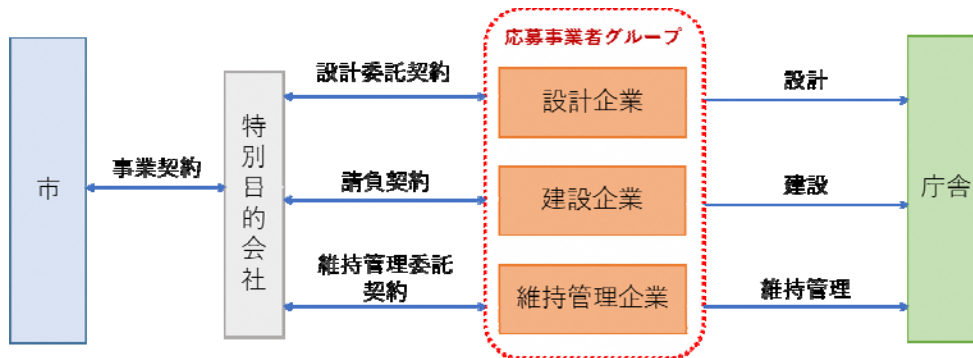 応募事業者グループ
設計委託契約
設計企業
設計
特別目的会社
市
事業契約
請負契約
建設企業
建設
庁舎
維持管理委託
契約
維持管理企業
維持管理